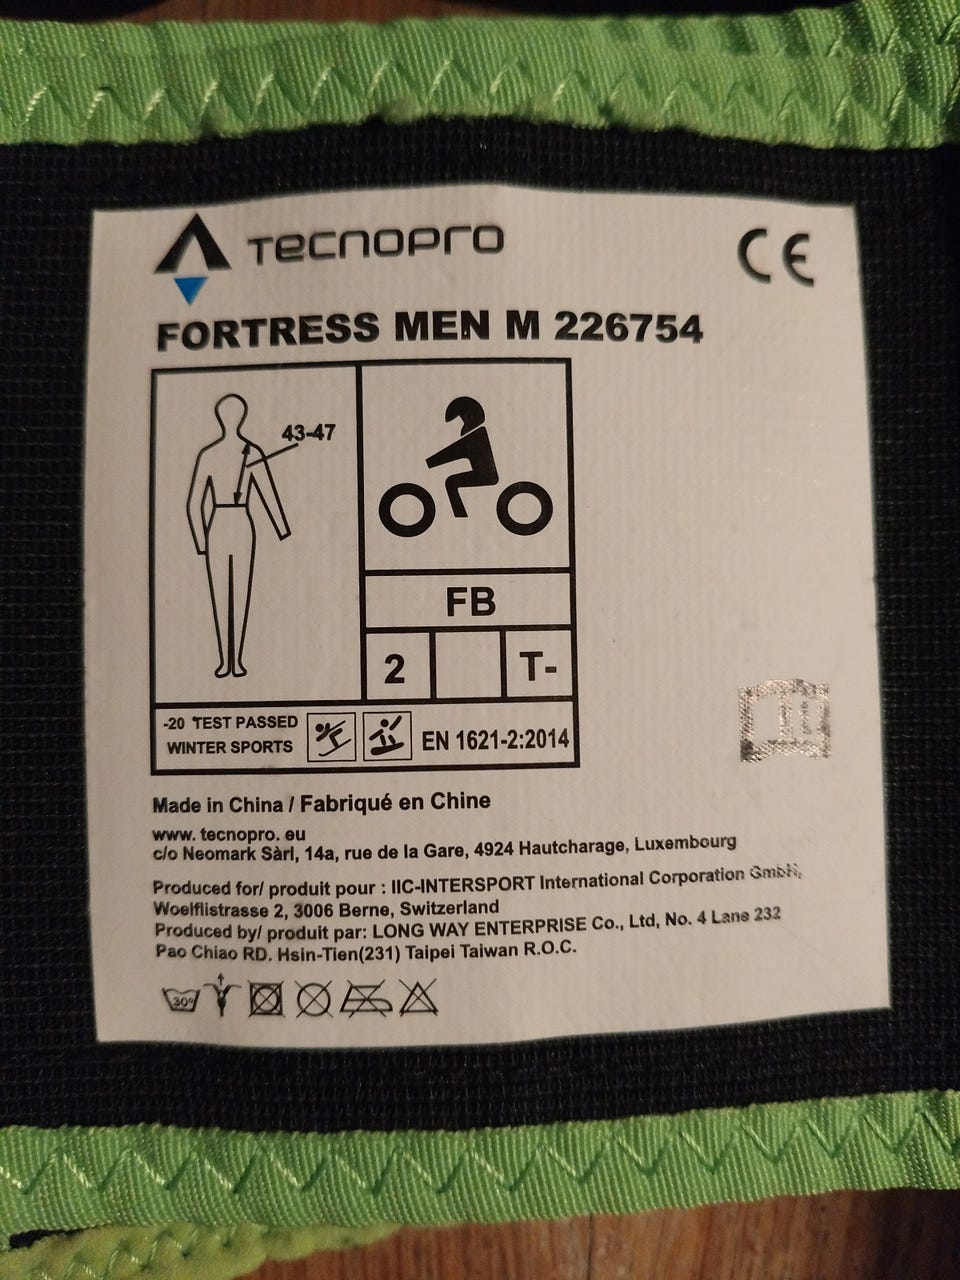 TECNOPRO
CE
FORTRESS MEN M 226754
43-47
FB
2
T-
-20 TEST PASSED
WINTER SPORTS
EN 1621-2:2014
Made in China / Fabriqué en Chine
www. tecnopro. eu
c/o Neomark Sàrl, 14a, rue de la Gare, 4924 Hautcharage, Luxembourg
Produced for/ produit pour : IIC-INTERSPORT International Corporation GmbH,
Woelflistrasse 2, 3006 Berne, Switzerland
Produced by/ produit par: LONG WAY ENTERPRISE Co., Ltd, No. 4 Lane 232
Pao Chiao RD. Hsin-Tien(231) Taipei Taiwan R.O.C.
30°